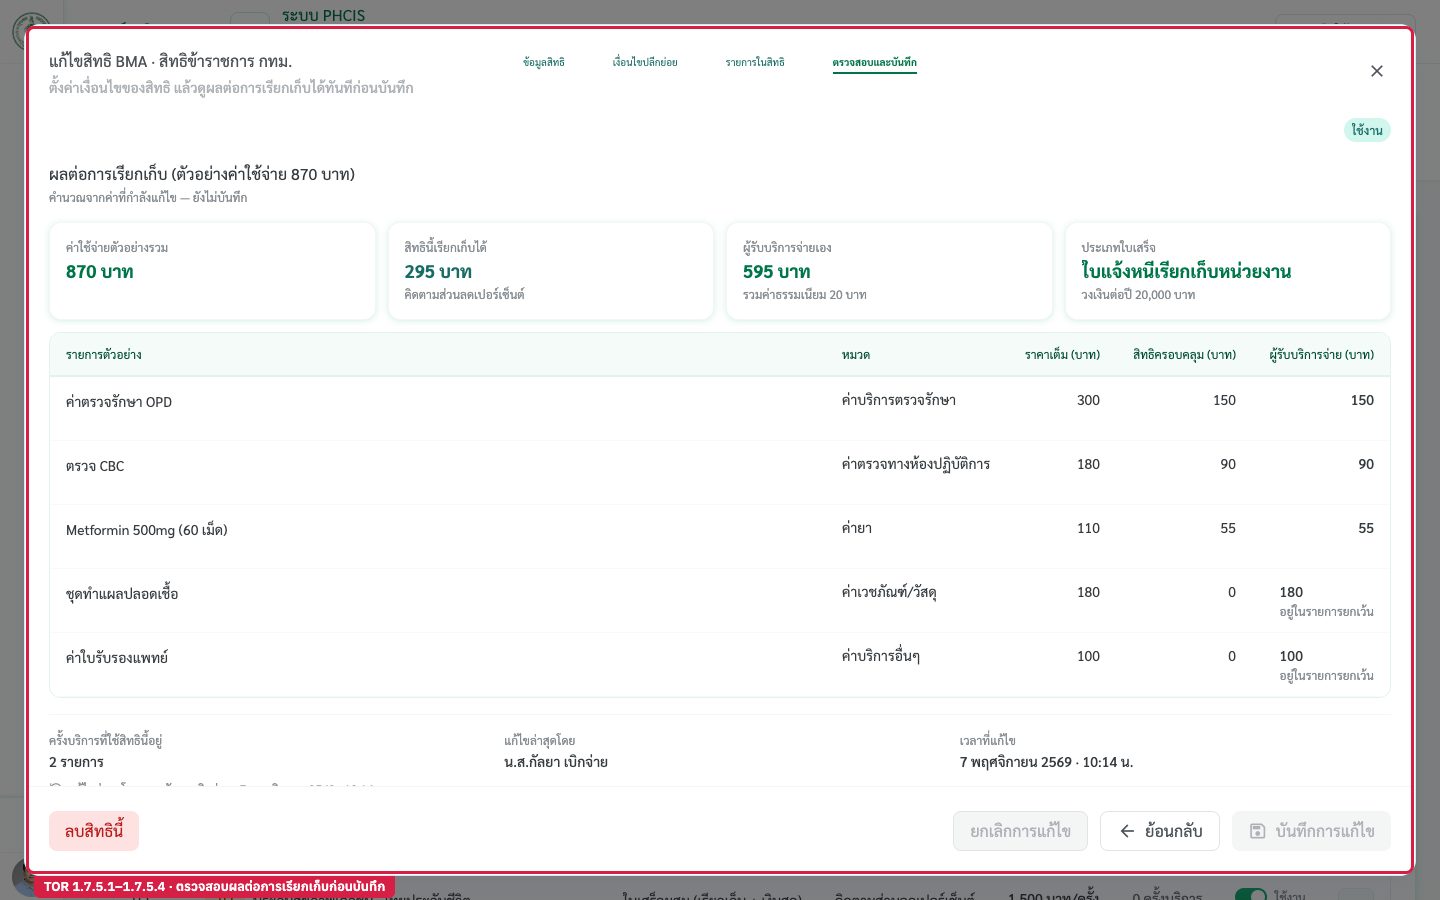 ระบบ PHCIS
แก้ไขสิทธิ BMA · สิทธิข้าราชการ กทม.
ตั้งค่าเงื่อนไขของสิทธิ แล้วดูผลต่อการเรียกเก็บได้ทันทีก่อนบันทึก
ข้อมูลสิทธิ
เงื่อนไขปลีกย่อย
รายการในสิทธิ
ตรวจสอบและบันทึก
ใช้งาน
ผลต่อการเรียกเก็บ (ตัวอย่างค่าใช้จ่าย 870 บาท)
คำนวณจากค่าที่กำลังแก้ไข — ยังไม่บันทึก
ค่าใช้จ่ายตัวอย่างรวม
870 บาท
สิทธินี้เรียกเก็บได้
295 บาท
คิดตามส่วนลดเปอร์เซ็นต์
ผู้รับบริการจ่ายเอง
595 บาท
รวมค่าธรรมเนียม 20 บาท
ประเภทใบเสร็จ
ใบแจ้งหนี้เรียกเก็บหน่วยงาน
วงเงินต่อปี 20,000 บาท
รายการตัวอย่าง หมวด ราคาเต็ม (บาท) สิทธิครอบคลุม (บาท) ผู้รับบริการจ่าย (บาท)
ค่าตรวจรักษา OPD ค่าบริการตรวจรักษา 300 150 150
ตรวจ CBC ค่าตรวจทางห้องปฏิบัติการ 180 90 90
Metformin 500mg (60 เม็ด) ค่ายา 110 55 55
ชุดทำแผลปลอดเชื้อ ค่าเวชภัณฑ์/วัสดุ 180 0 180
อยู่ในรายการยกเว้น
ค่าใบรับรองแพทย์ ค่าบริการอื่นๆ 100 0 100
อยู่ในรายการยกเว้น
ครั้งบริการที่ใช้สิทธินี้อยู่
2 รายการ
แก้ไขล่าสุดโดย
น.ส.กัลยา เบิกจ่าย
เวลาที่แก้ไข
7 พฤศจิกายน 2569 · 10:14 น.
ลบสิทธินี้
ยกเลิกการแก้ไข
ย้อนกลับ
บันทึกการแก้ไข
TOR 1.7.5.1–1.7.5.4 · ตรวจสอบผลต่อการเรียกเก็บก่อนบันทึก
1,500 บาท/ครั้ง
0 ครั้งบริการ
ใช้งาน